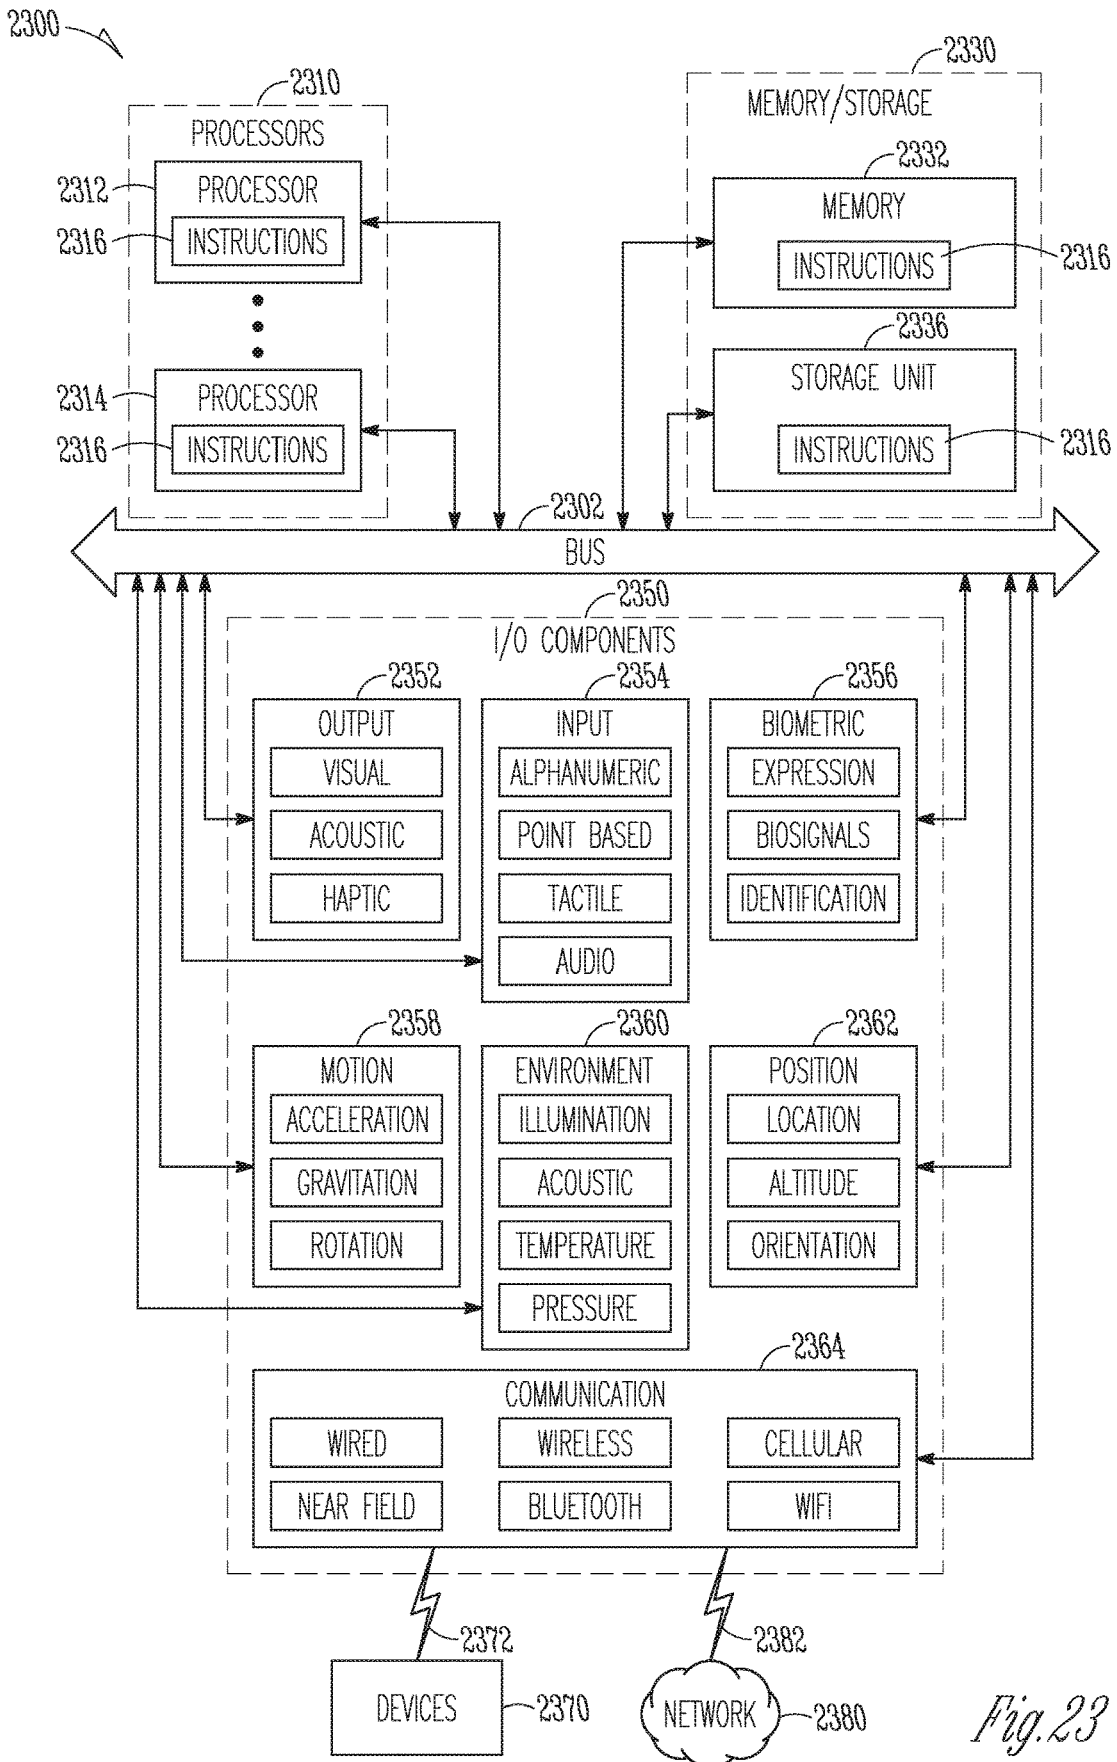 2300
2310
PROCESSORS
2312
PROCESSOR
2316
INSTRUCTIONS
2314
PROCESSOR
2316
INSTRUCTIONS
2330
MEMORY/STORAGE
2332
MEMORY
INSTRUCTIONS
2316
2336
STORAGE UNIT
INSTRUCTIONS
2316
2302
BUS
2350
I/O COMPONENTS
2352
OUTPUT
VISUAL
ACOUSTIC
HAPTIC
2354
INPUT
ALPHANUMERIC
POINT BASED
TACTILE
AUDIO
2356
BIOMETRIC
EXPRESSION
BIOSIGNALS
IDENTIFICATION
2358
MOTION
ACCELERATION
GRAVITATION
ROTATION
2360
ENVIRONMENT
ILLUMINATION
ACOUSTIC
TEMPERATURE
PRESSURE
2362
POSITION
LOCATION
ALTITUDE
ORIENTATION
2364
COMMUNICATION
WIRED
WIRELESS
CELLULAR
NEAR FIELD
BLUETOOTH
WIFI
2372
2382
DEVICES
2370
NETWORK
2380
Fig. 23